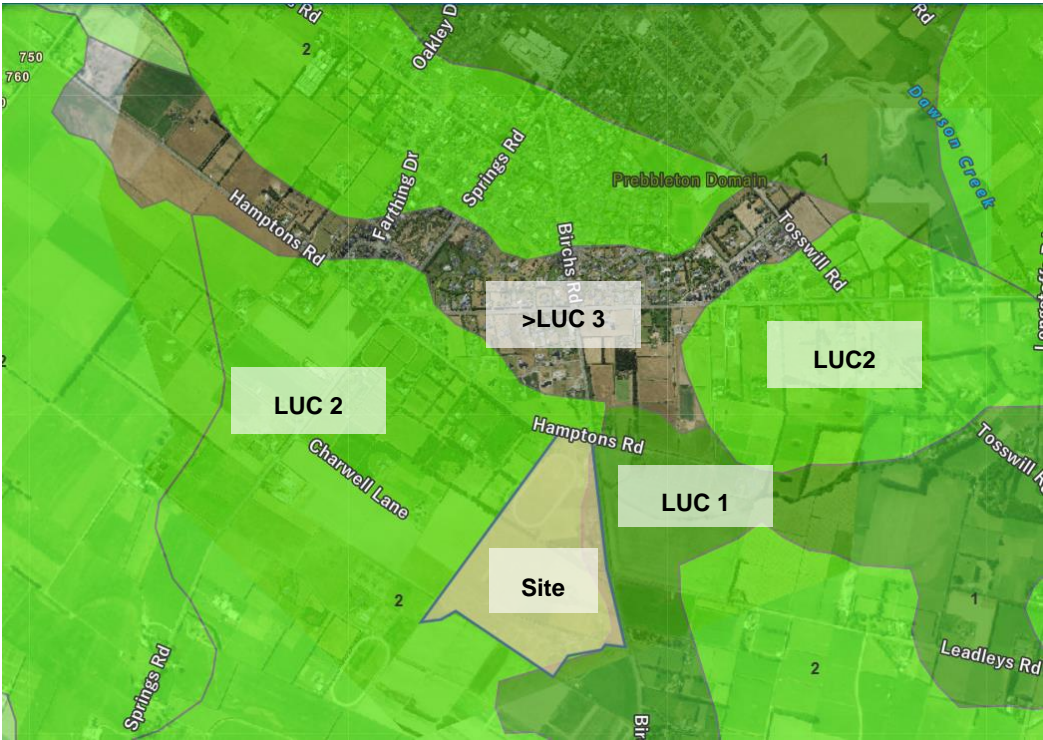 Rd
Oakley D
Rd
2
750
760
Dawson Creek
1
Springs Rd
Farthing Dr
Prebbleton Domain
Hamptons Rd
Birchs Rd
Tosswill Rd
>LUC 3
2
LUC2
LUC 2
Hamptons Rd
Tosswill Rd
Charwell Lane
LUC 1
Site
2
1
Leadleys Rd
2
Springs Rd
Bir